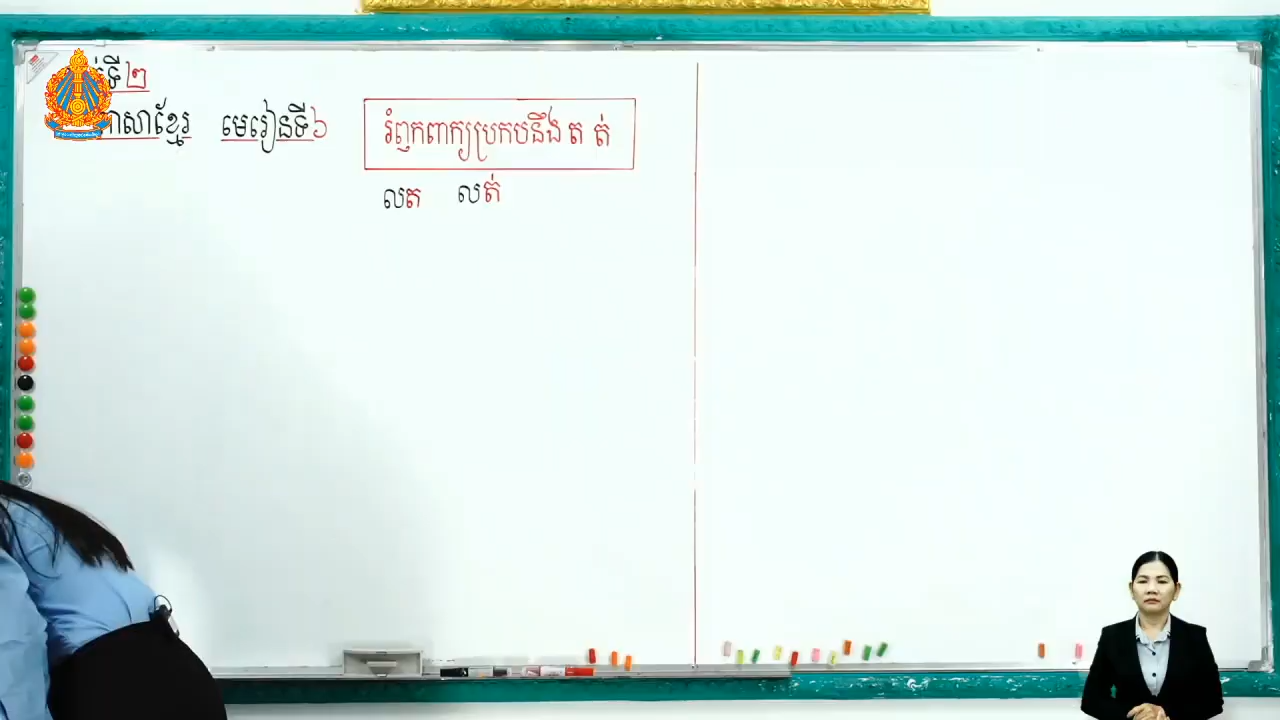 ទី២
ភាសាខ្មែរ មេរៀនទី៦ រំឭកពាក្យប្រកបនឹង ត ត់
លត លត់